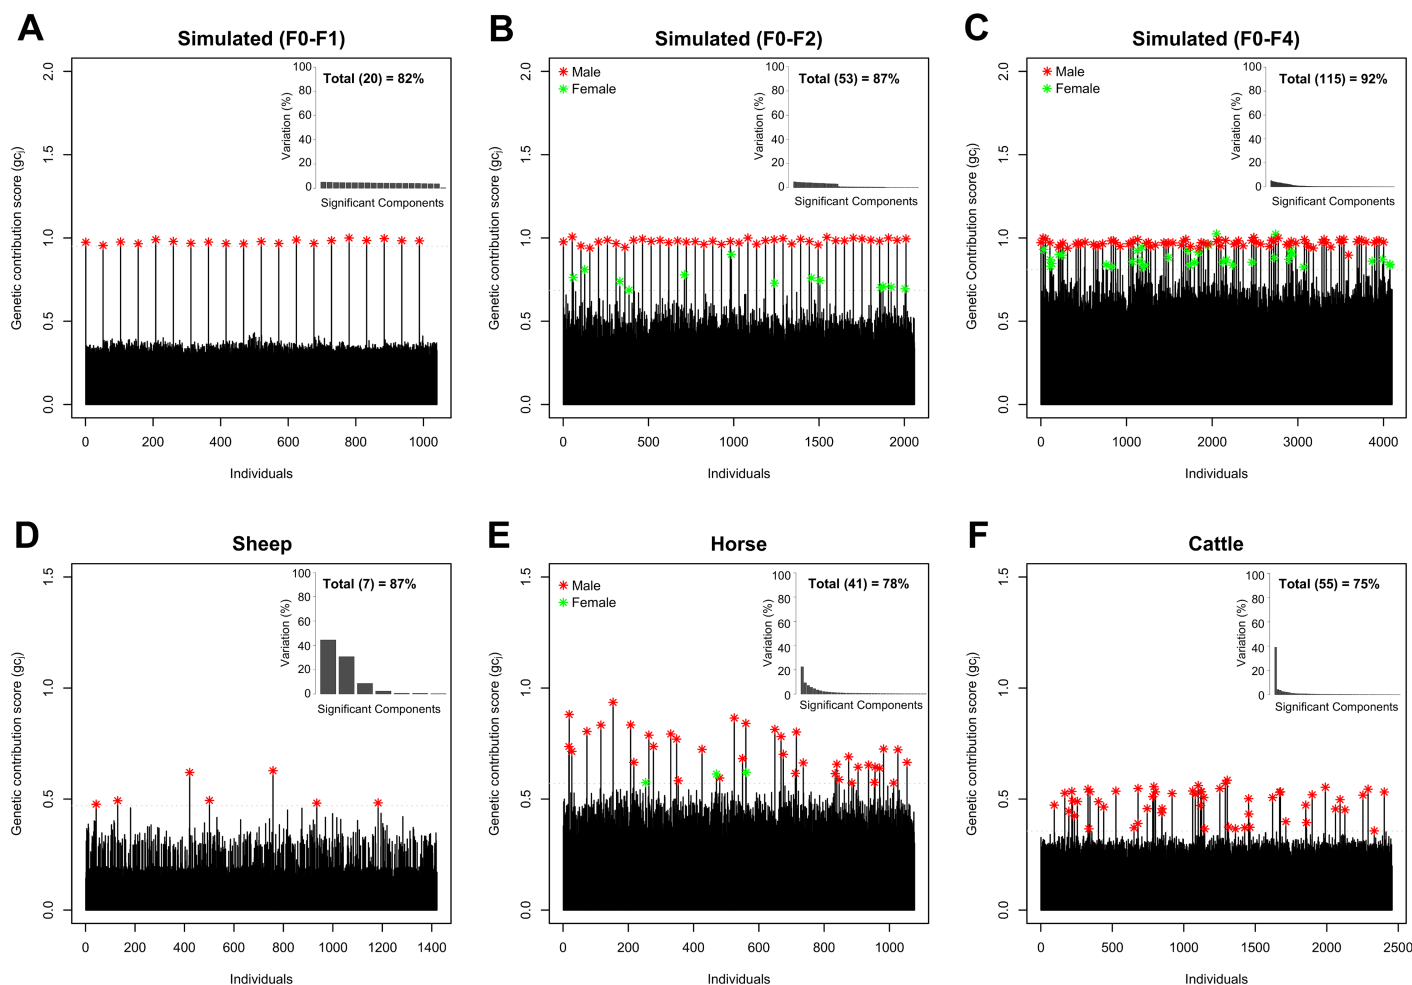 A
Simulated (F0-F1)
Genetic contribution score (gcj)
2.0
1.5
1.0
0.5
0.0
0 200 400 600 800 1000
Individuals
Total (20) = 82%
Variation (%)
100
80
60
40
20
0
Significant Components
B
Simulated (F0-F2)
Male
Female
Genetic contribution score (gcj)
2.0
1.5
1.0
0.5
0.0
0 500 1000 1500 2000
Individuals
Total (53) = 87%
Variation (%)
100
80
60
40
20
0
Significant Components
C
Simulated (F0-F4)
Male
Female
Genetic Contribution score (gcj)
2.0
1.5
1.0
0.5
0.0
0 1000 2000 3000 4000
Individuals
Total (115) = 92%
Variation (%)
100
80
60
40
20
0
Significant Components
D
Sheep
Genetic contribution score (gcj)
1.5
1.0
0.5
0.0
0 200 400 600 800 1000 1200 1400
Individuals
Total (7) = 87%
Variation (%)
100
80
60
40
20
0
Significant Components
E
Horse
Male
Female
Genetic contribution score (gcj)
1.5
1.0
0.5
0.0
0 200 400 600 800 1000
Individuals
Total (41) = 78%
Variation (%)
100
80
60
40
20
0
Significant Components
F
Cattle
Genetic contribution score (gcj)
1.5
1.0
0.5
0.0
0 500 1000 1500 2000 2500
Individuals
Total (55) = 75%
Variation (%)
100
80
60
40
20
0
Significant Components